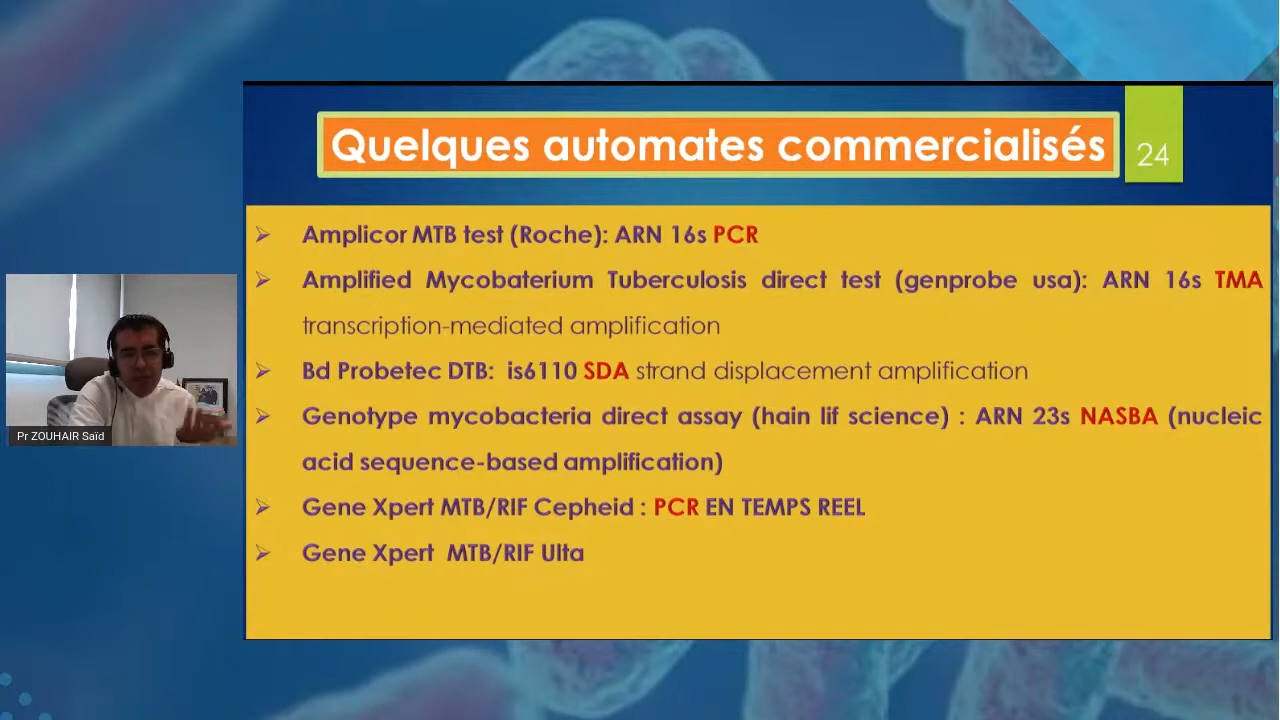 Quelques automates commercialisés
24
➢ Amplicor MTB test (Roche): ARN 16s PCR
➢ Amplified Mycobaterium Tuberculosis direct test (genprobe usa): ARN 16s TMA
transcription-mediated amplification
➢ Bd Probetec DTB: is6110 SDA strand displacement amplification
➢ Genotype mycobacteria direct assay (hain lif science) : ARN 23s NASBA (nucleic
acid sequence-based amplification)
➢ Gene Xpert MTB/RIF Cepheid : PCR EN TEMPS REEL
➢ Gene Xpert MTB/RIF Ulta
Pr ZOUHAIR Saïd